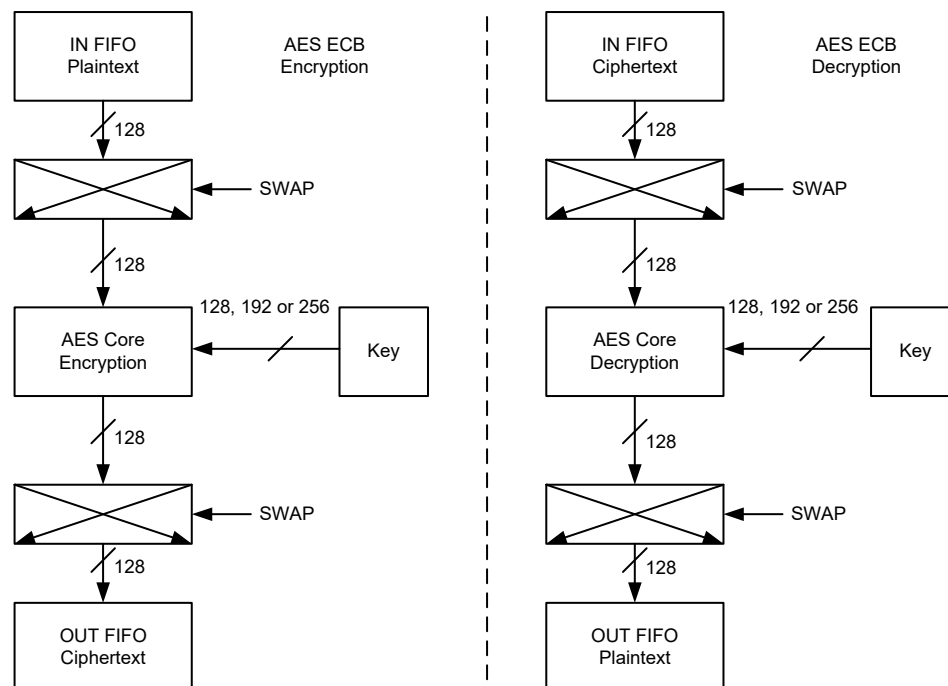 IN FIFO
Plaintext
AES ECB
Encryption
128
SWAP
128
128, 192 or 256
AES Core
Encryption
Key
128
SWAP
128
OUT FIFO
Ciphertext
IN FIFO
Ciphertext
AES ECB
Decryption
128
SWAP
128
128, 192 or 256
AES Core
Decryption
Key
128
SWAP
128
OUT FIFO
Plaintext